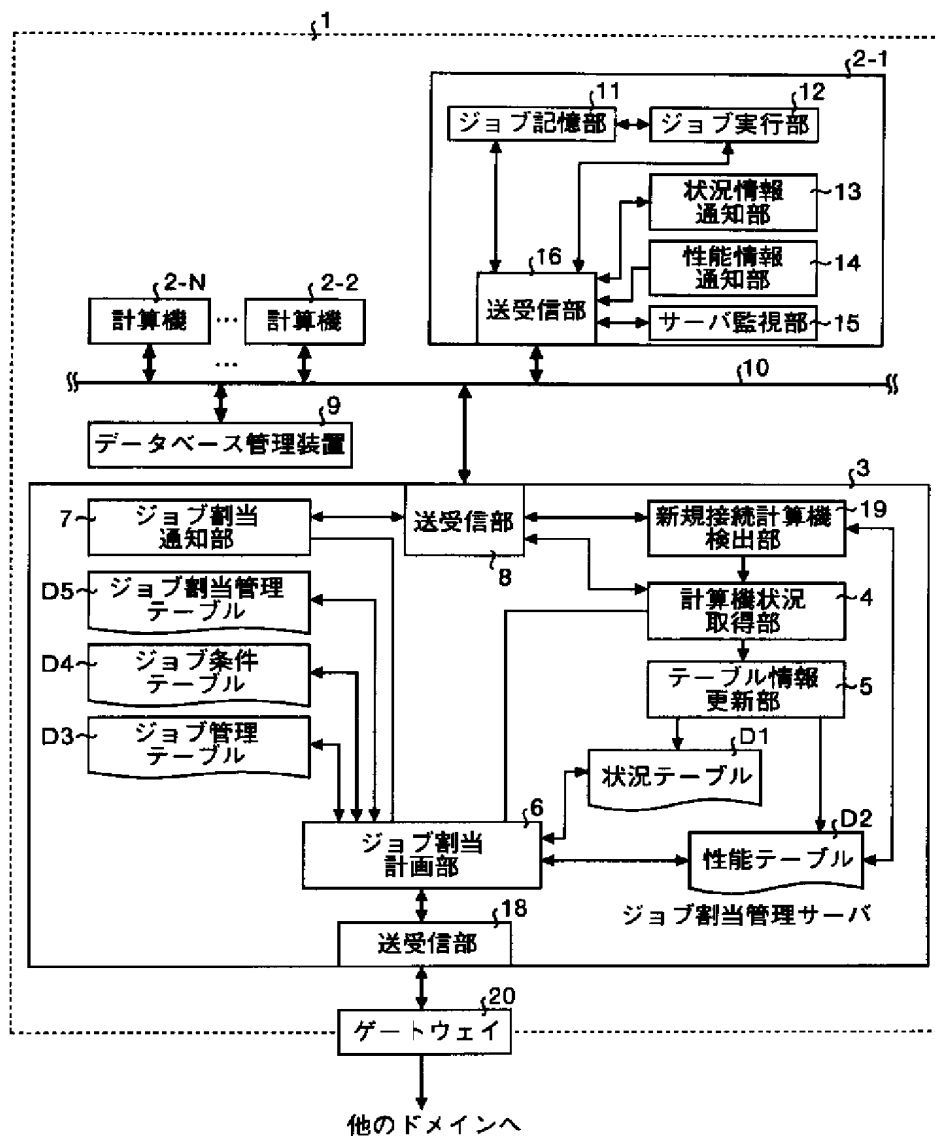 1
2-1
11
12
ジョブ記憶部
ジョブ実行部
状況情報
通知部
13
16
性能情報
通知部
14
送受信部
サーバ監視部
15
2-N
2-2
計算機
…
計算機
…
10
9
データベース管理装置
3
7
ジョブ割当
通知部
送受信部
8
19
新規接続計算機
検出部
D5
ジョブ割当管理
テーブル
計算機状況
取得部
4
D4
ジョブ条件
テーブル
テーブル情報
更新部
5
D3
ジョブ管理
テーブル
D1
状況テーブル
6
ジョブ割当
計画部
D2
性能テーブル
ジョブ割当管理サーバ
18
送受信部
20
ゲートウェイ
他のドメインへ